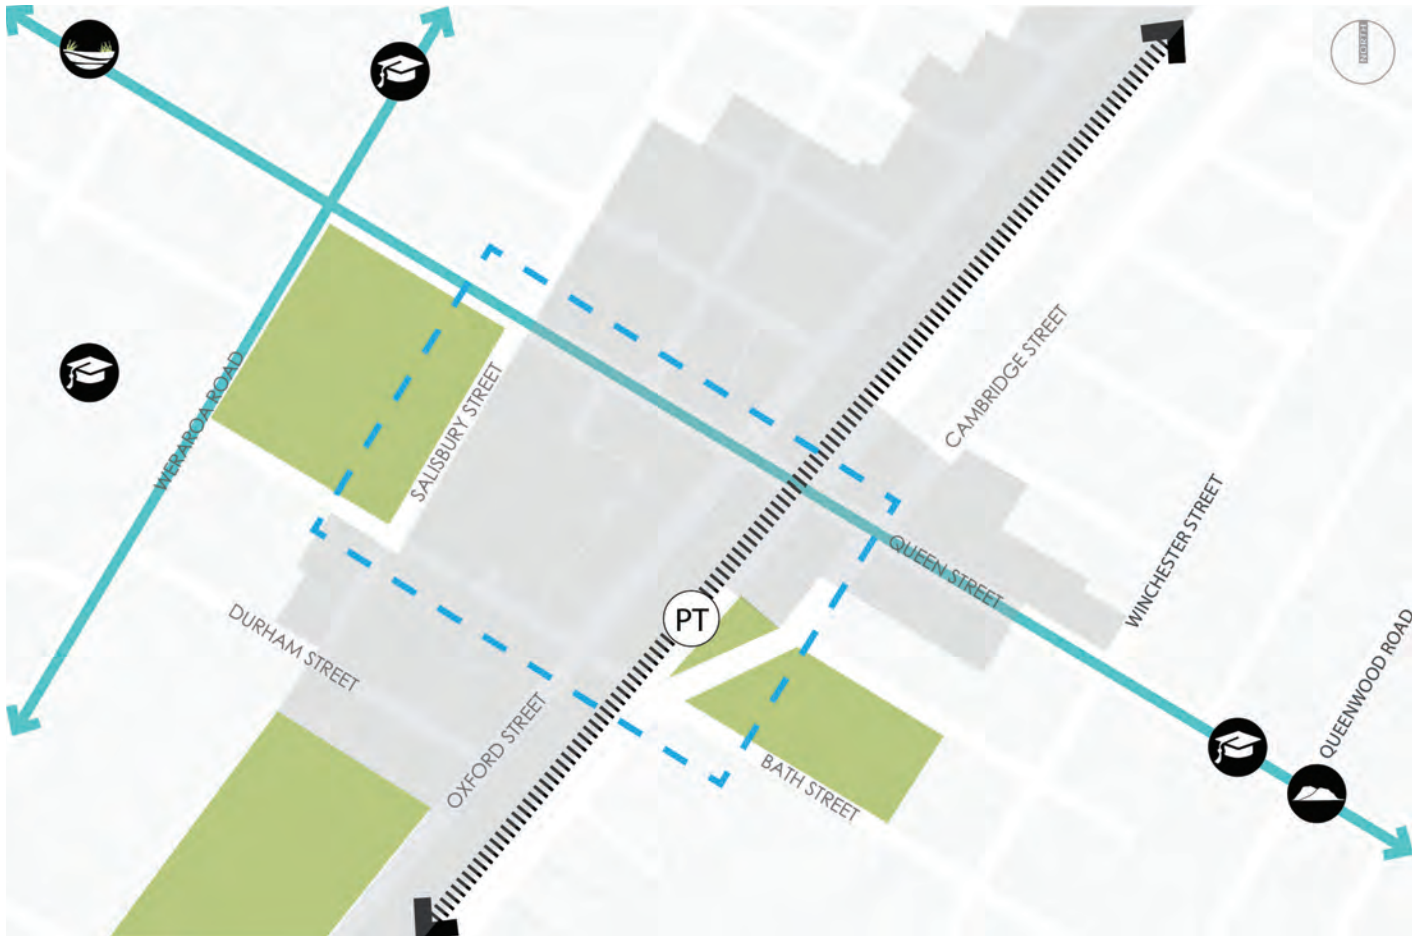 NORTH
WERAROA ROAD
SALISBURY STREET
CAMBRIDGE STREET
QUEEN STREET
WINCHESTER STREET
PT
DURHAM STREET
OXFORD STREET
BATH STREET
QUEENWOOD ROAD